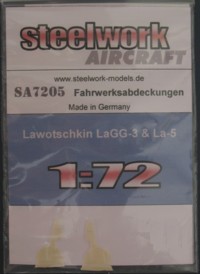 steelwork
AIRCRAFT
www.steelwork-models.de
SA7205 Fahrwerksabdeckungen
Made in Germany
Lawotschkin LaGG-3 & La-5
1:72